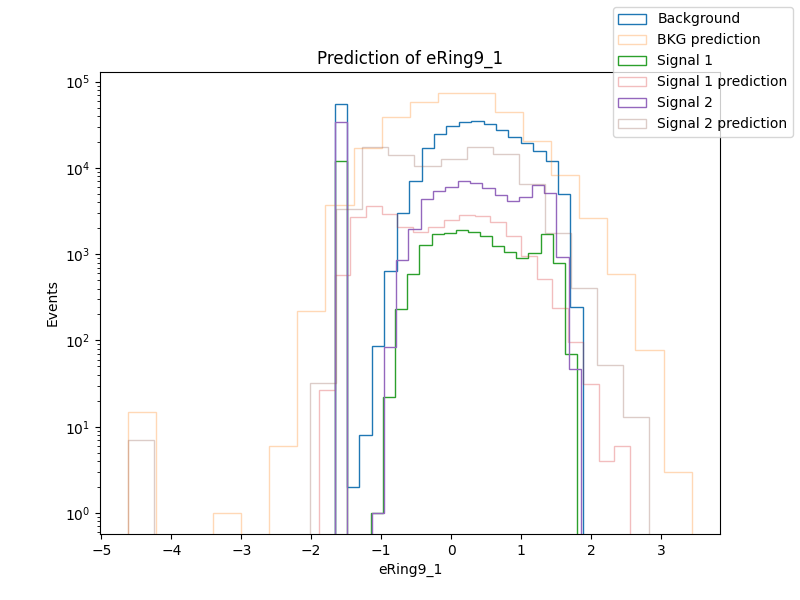 Prediction of eRing9_1
Background
BKG prediction
Signal 1
Signal 1 prediction
Signal 2
Signal 2 prediction
Events
10^5
10^4
10^3
10^2
10^1
10^0
−5 −4 −3 −2 −1 0 1 2 3
eRing9_1